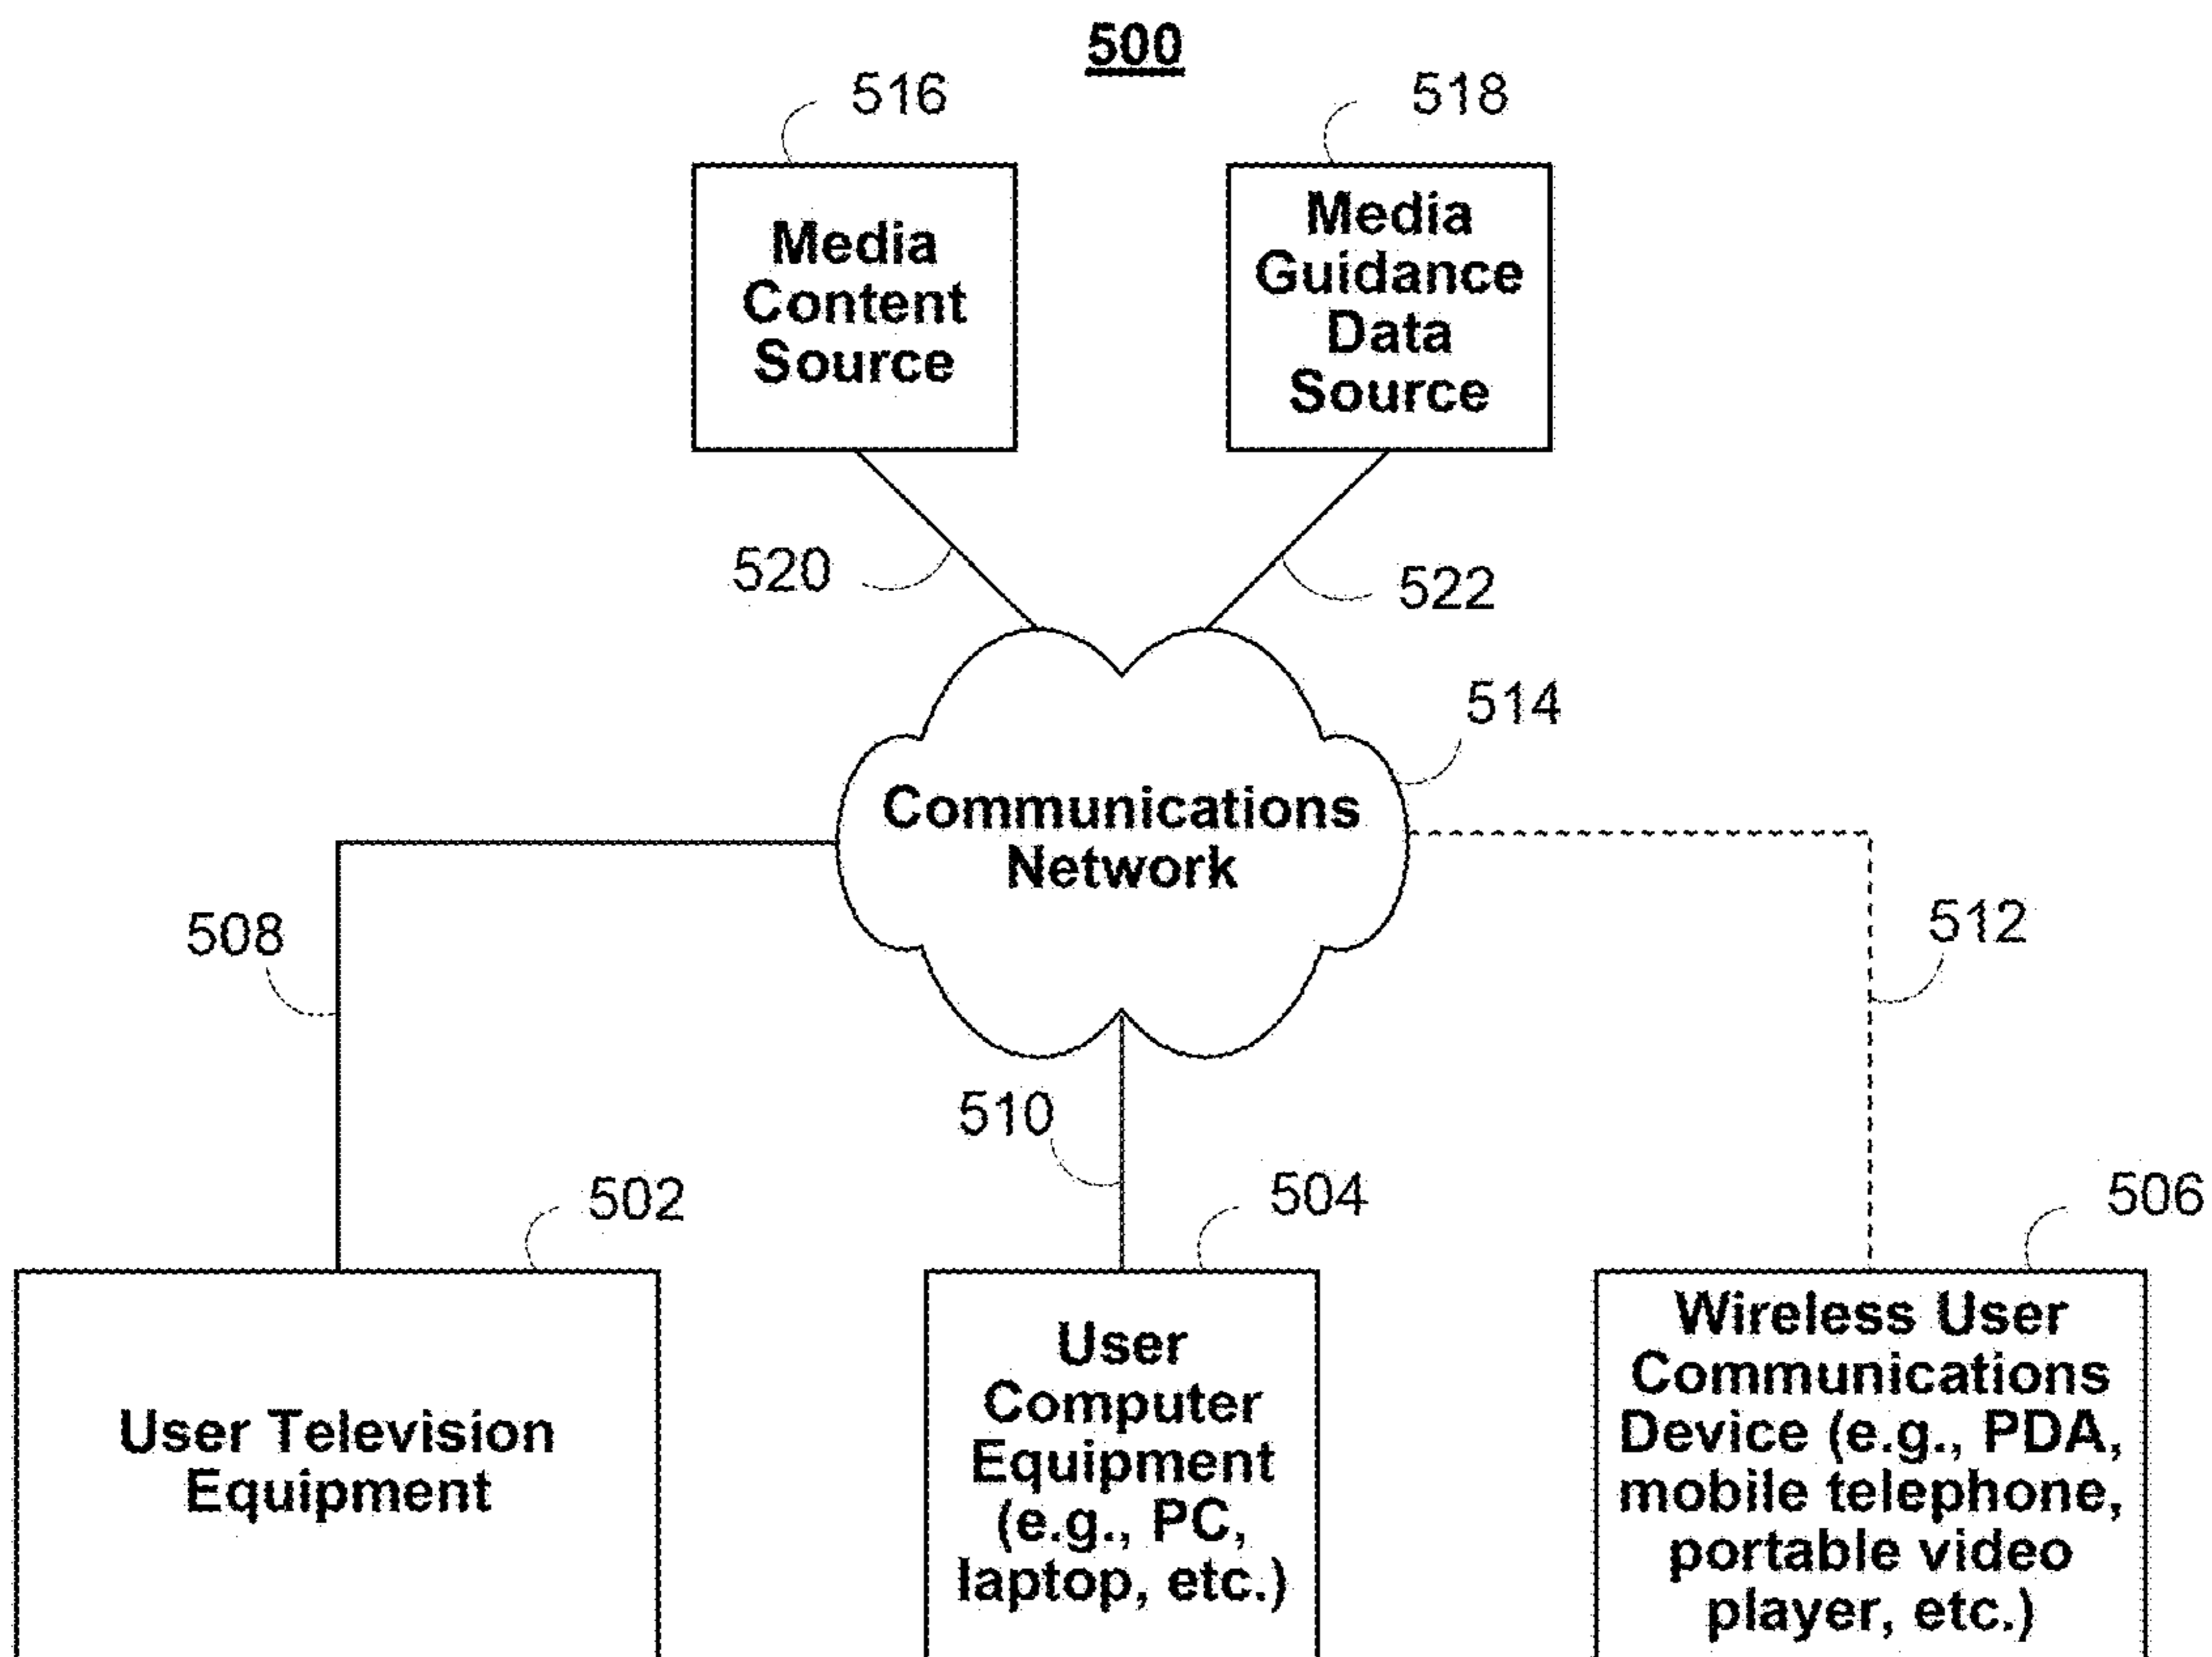 500
516
518
Media
Content
Source
Media
Guidance
Data
Source
520
522
514
Communications
Network
508
512
510
502
504
506
User Television
Equipment
User
Computer
Equipment
(e.g., PC,
laptop, etc.)
Wireless User
Communications
Device (e.g., PDA,
mobile telephone,
portable video
player, etc.)